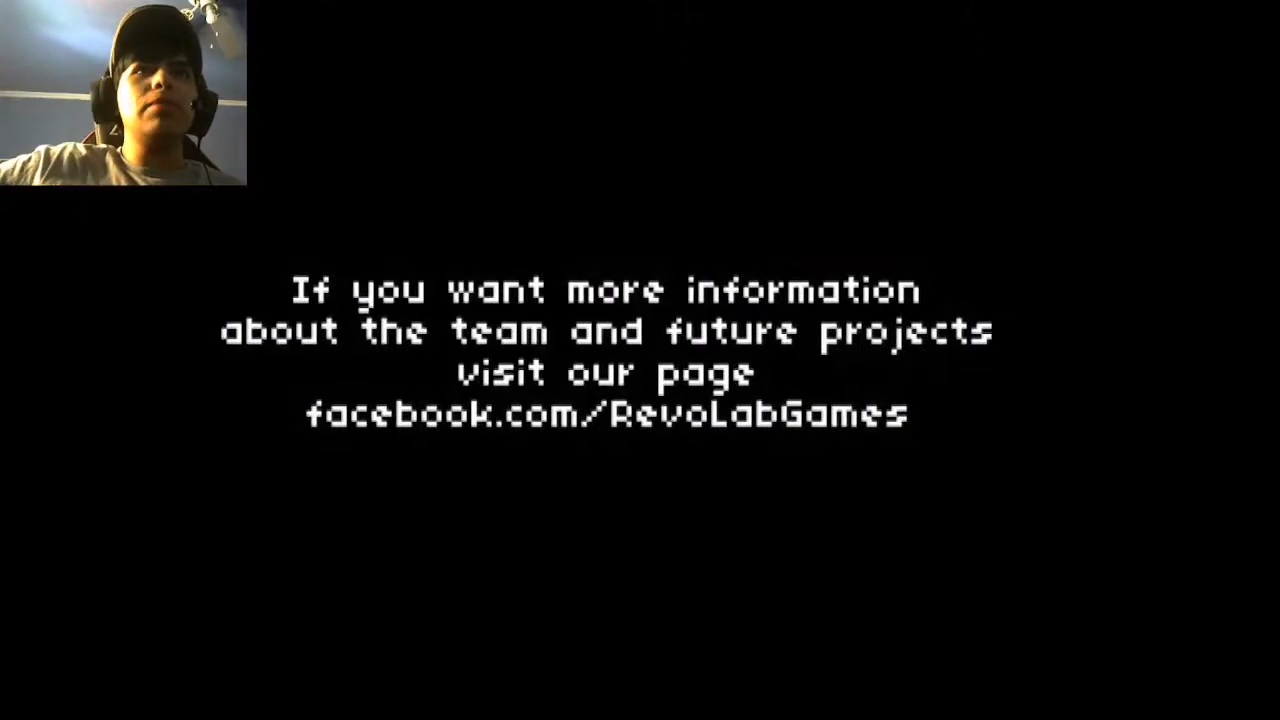 If you want more information
about the team and future projects
visit our page
facebook.com/RevoLabGames